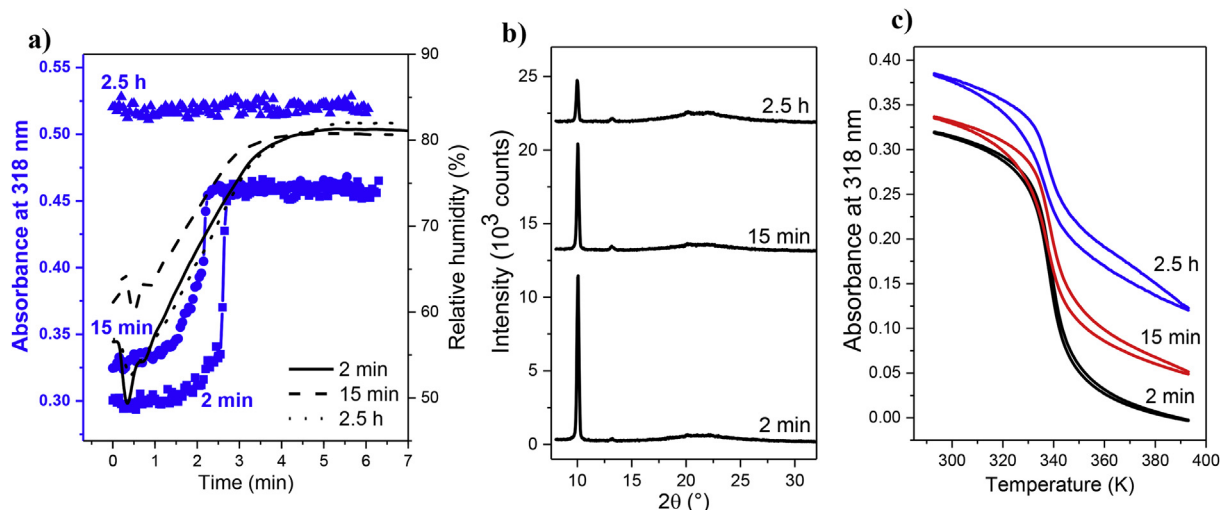 a)
Absorbance at 318 nm
0.55
0.50
0.45
0.40
0.35
0.30
2.5 h
15 min
2 min
2 min
15 min
2.5 h
90
80
70
60
50
Relative humidity (%)
0 1 2 3 4 5 6 7
Time (min)
b)
Intensity (10³ counts)
25
20
15
10
5
0
2.5 h
15 min
2 min
10 15 20 25 30
2θ (°)
c)
Absorbance at 318 nm
0.40
0.35
0.30
0.25
0.20
0.15
0.10
0.05
0.00
2.5 h
15 min
2 min
300 320 340 360 380 400
Temperature (K)